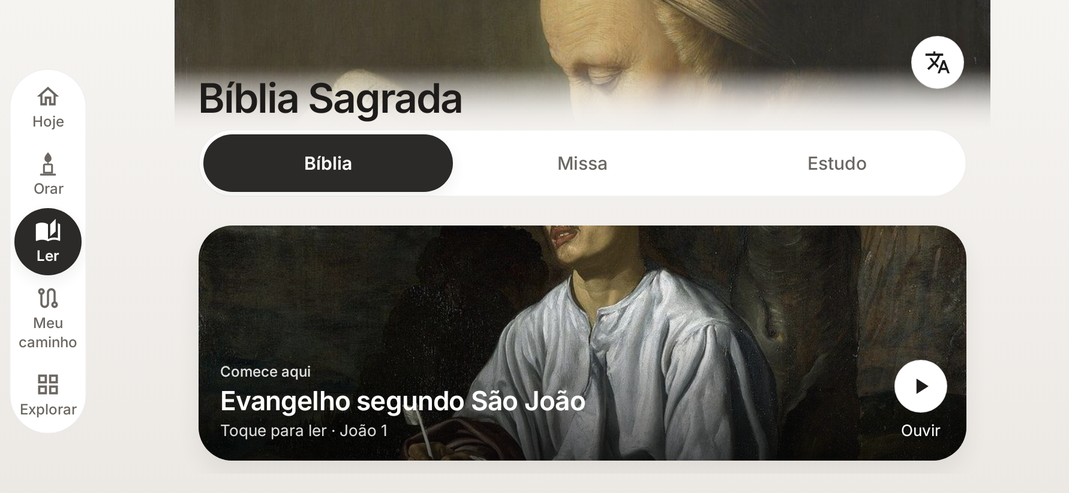 Bíblia Sagrada
Hoje
Orar
Ler
Meu
caminho
Explorar
Bíblia
Missa
Estudo
Comece aqui
Evangelho segundo São João
Toque para ler · João 1
Ouvir